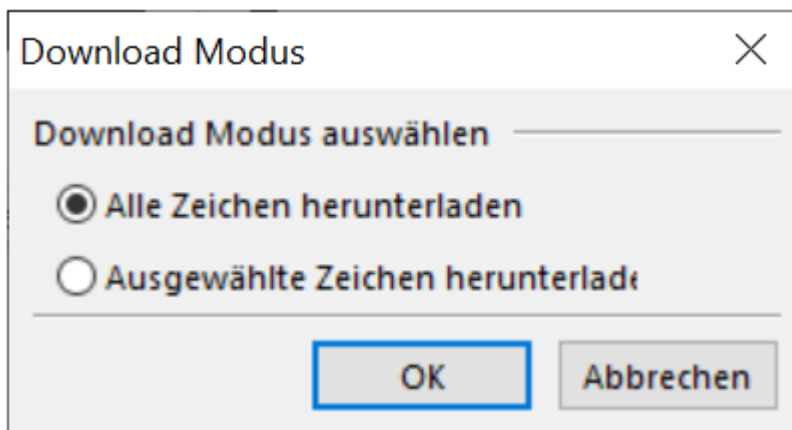 Download Modus
Download Modus auswählen
Alle Zeichen herunterladen
Ausgewählte Zeichen herunterlade
OK
Abbrechen